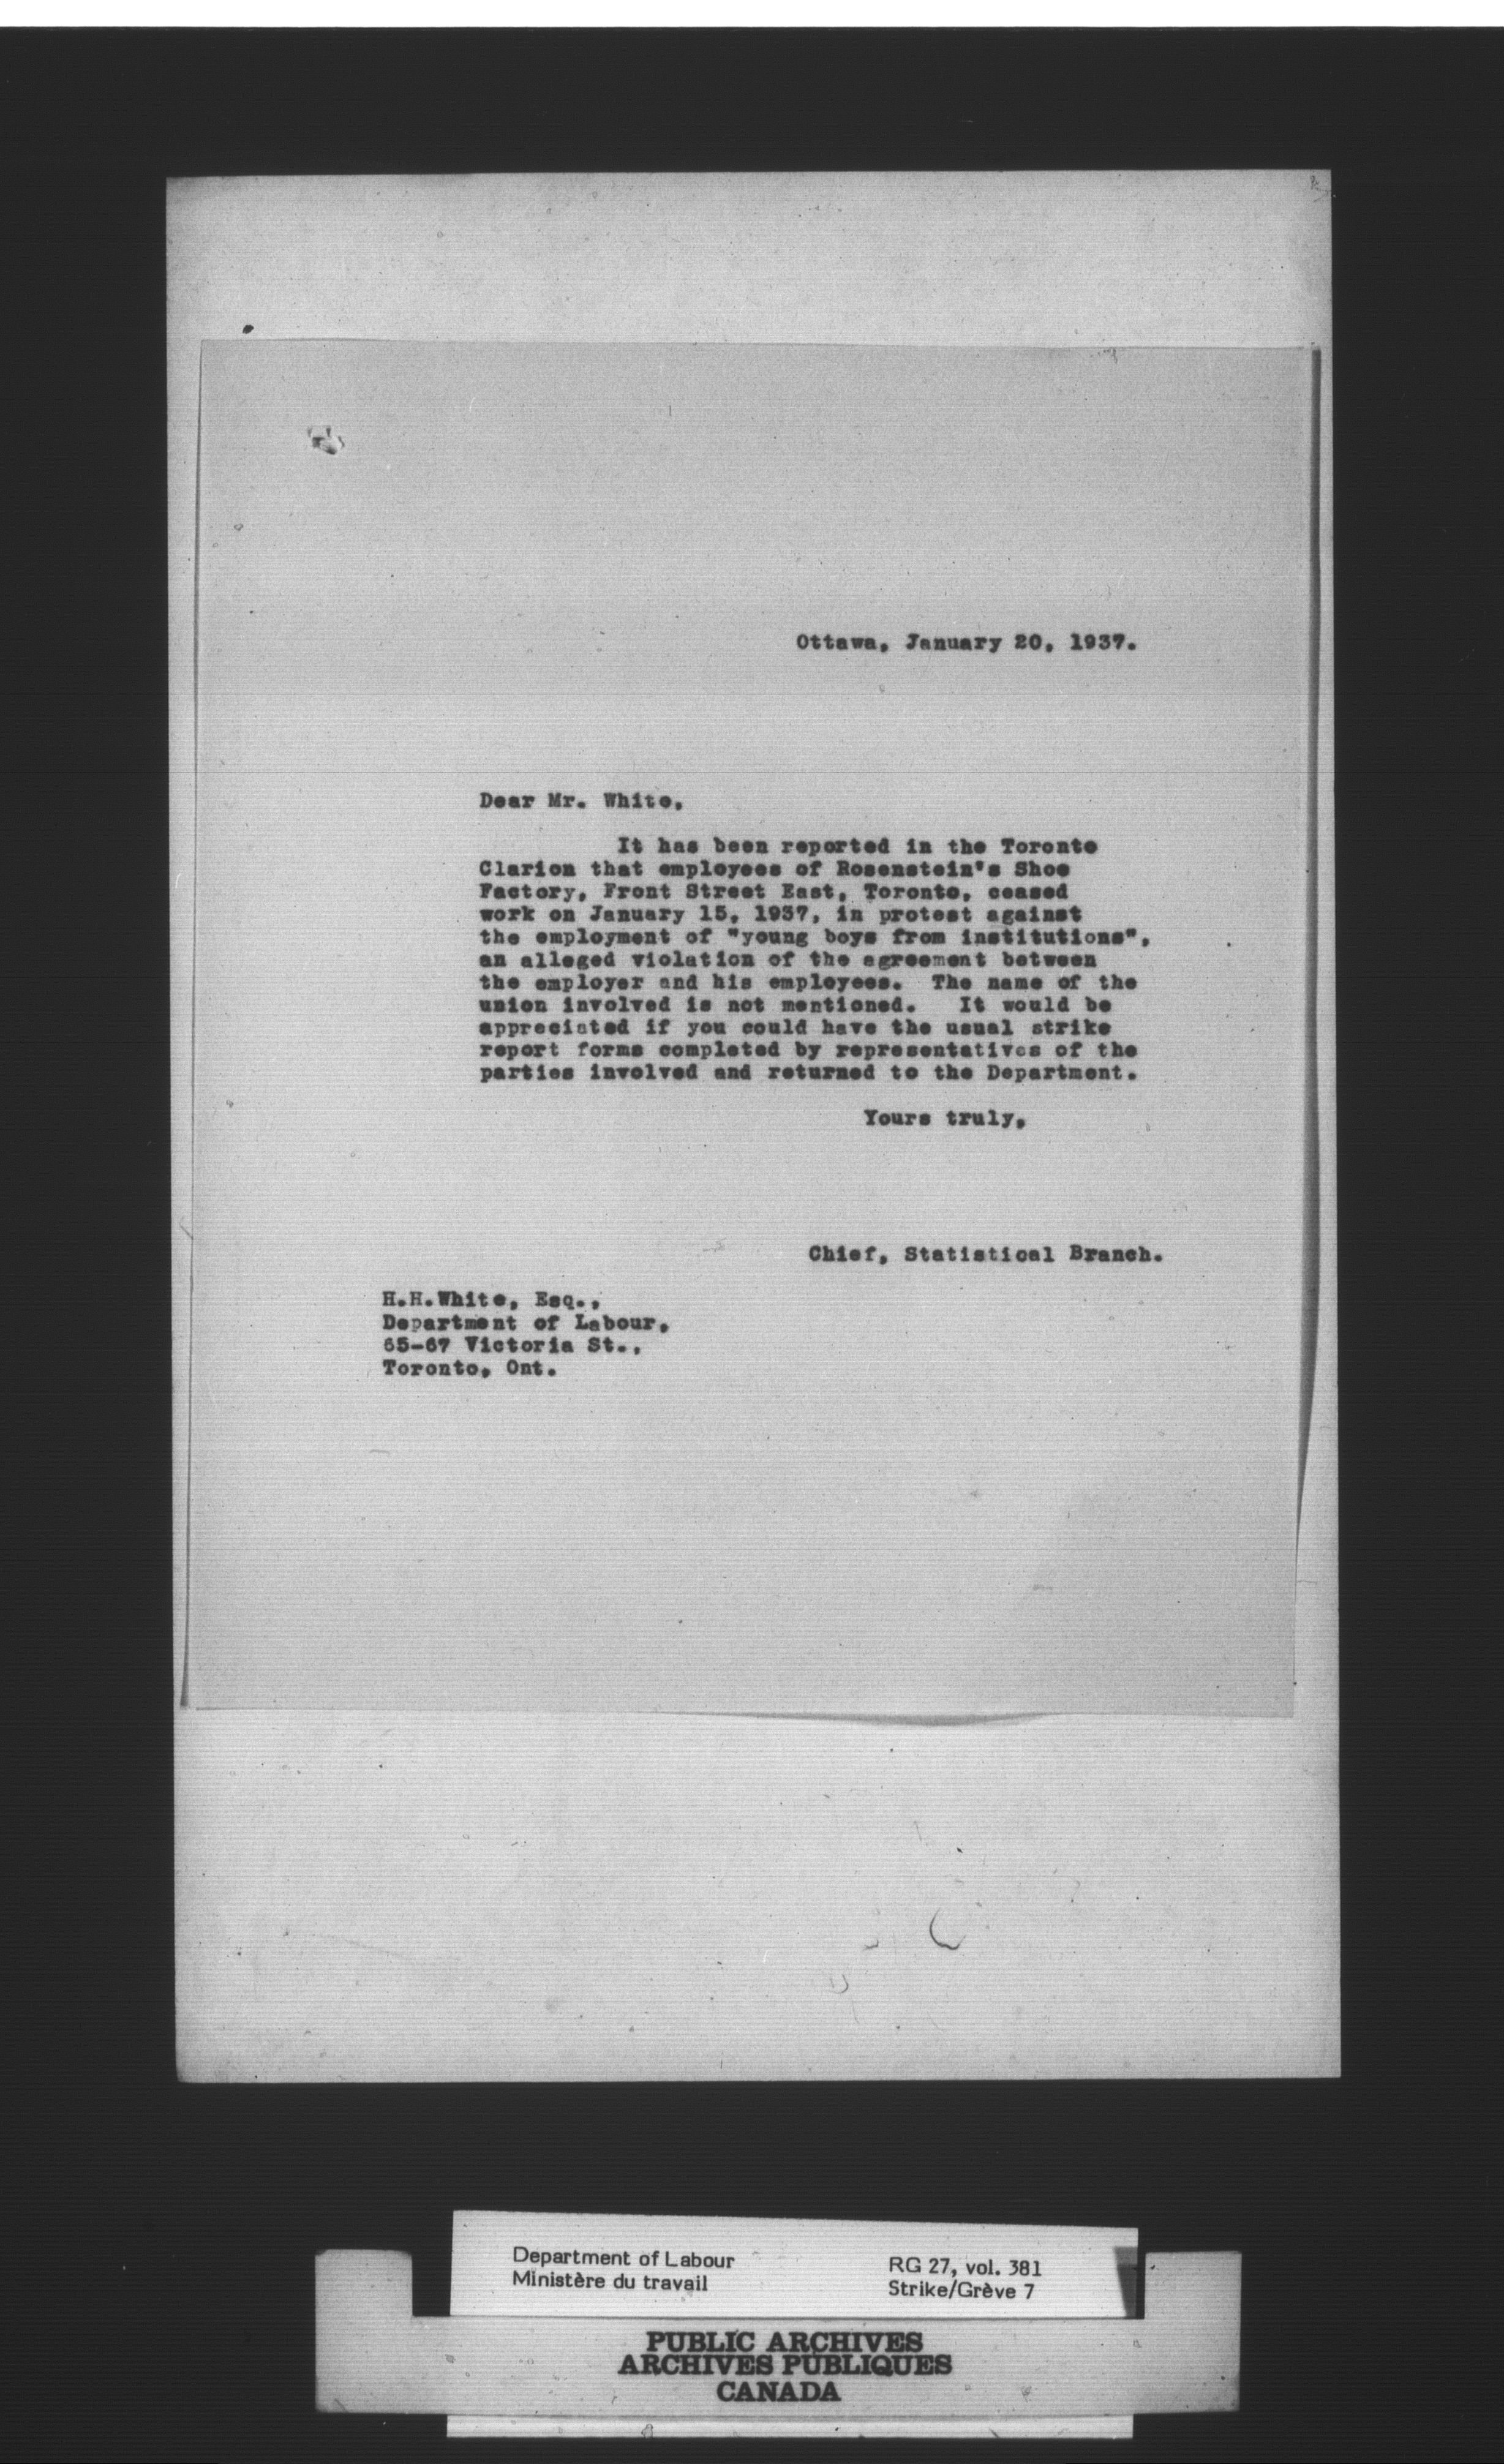 Ottawa, January 20, 1937.
Dear Mr. White,
It has been reported in the Toronto
Clarion that employees of Rosenstein's Shoe
Factory, Front Street East, Toronto, ceased
work on January 15, 1937, in protest against
the employment of "young boys from institutions",
an alleged violation of the agreement between
the employer and his employees. The name of the
union involved is not mentioned. It would be
appreciated if you could have the usual strike
report forms completed by representatives of the
parties involved and returned to the Department.
Yours truly,
Chief, Statistical Branch.
H.H.White, Esq.,
Department of Labour,
65-67 Victoria St.,
Toronto, Ont.
Department of Labour
Ministère du travail
RG 27, vol. 381
Strike/Grève 7
PUBLIC ARCHIVES
ARCHIVES PUBLIQUES
CANADA